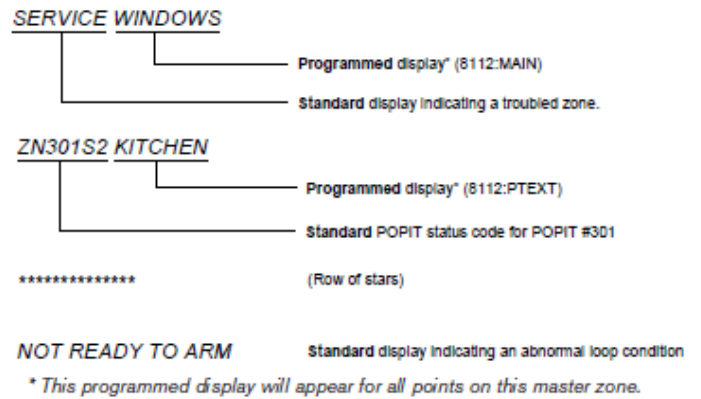 SERVICE WINDOWS
Programmed display* (8112:MAIN)
Standard display indicating a troubled zone.
ZN301S2 KITCHEN
Programmed display* (8112:PTEXT)
Standard POPIT status code for POPIT #301
************** (Row of stars)
NOT READY TO ARM Standard display indicating an abnormal loop condition
* This programmed display will appear for all points on this master zone.